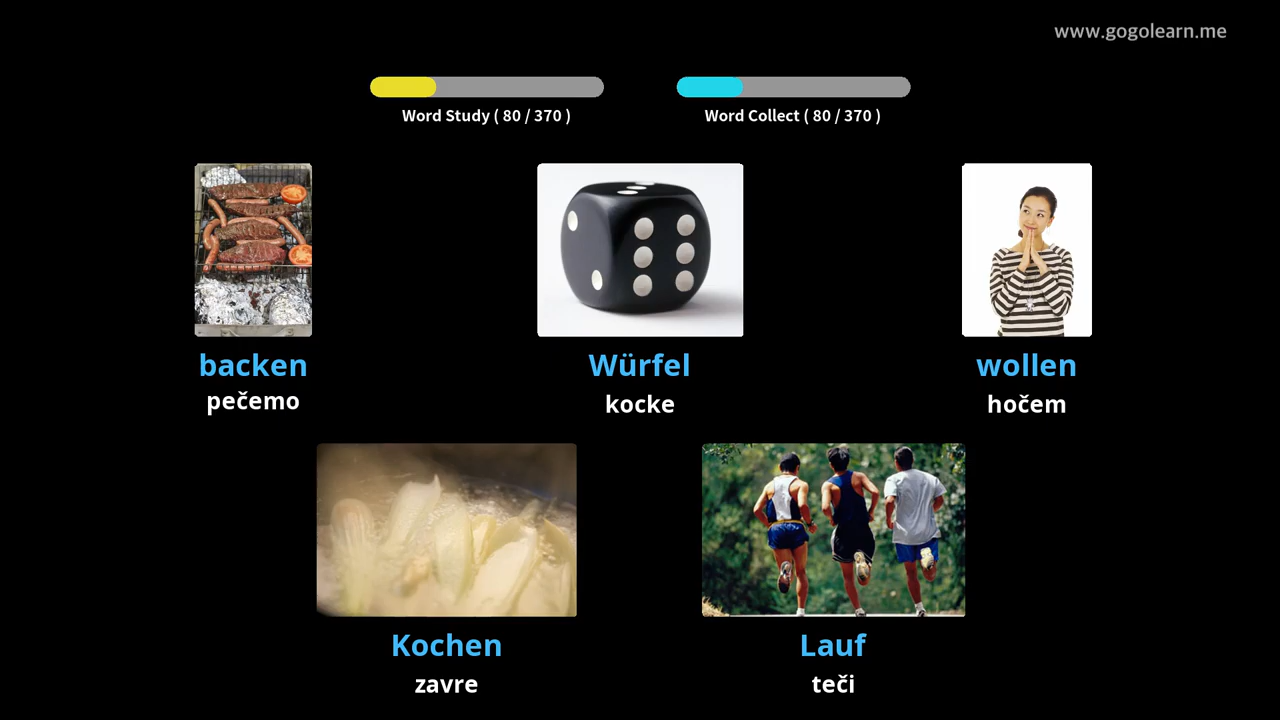 www.gogolearn.me
Word Study ( 80 / 370 )
Word Collect ( 80 / 370 )
backen
pečemo
Würfel
kocke
wollen
hočem
Kochen
zavre
Lauf
teči